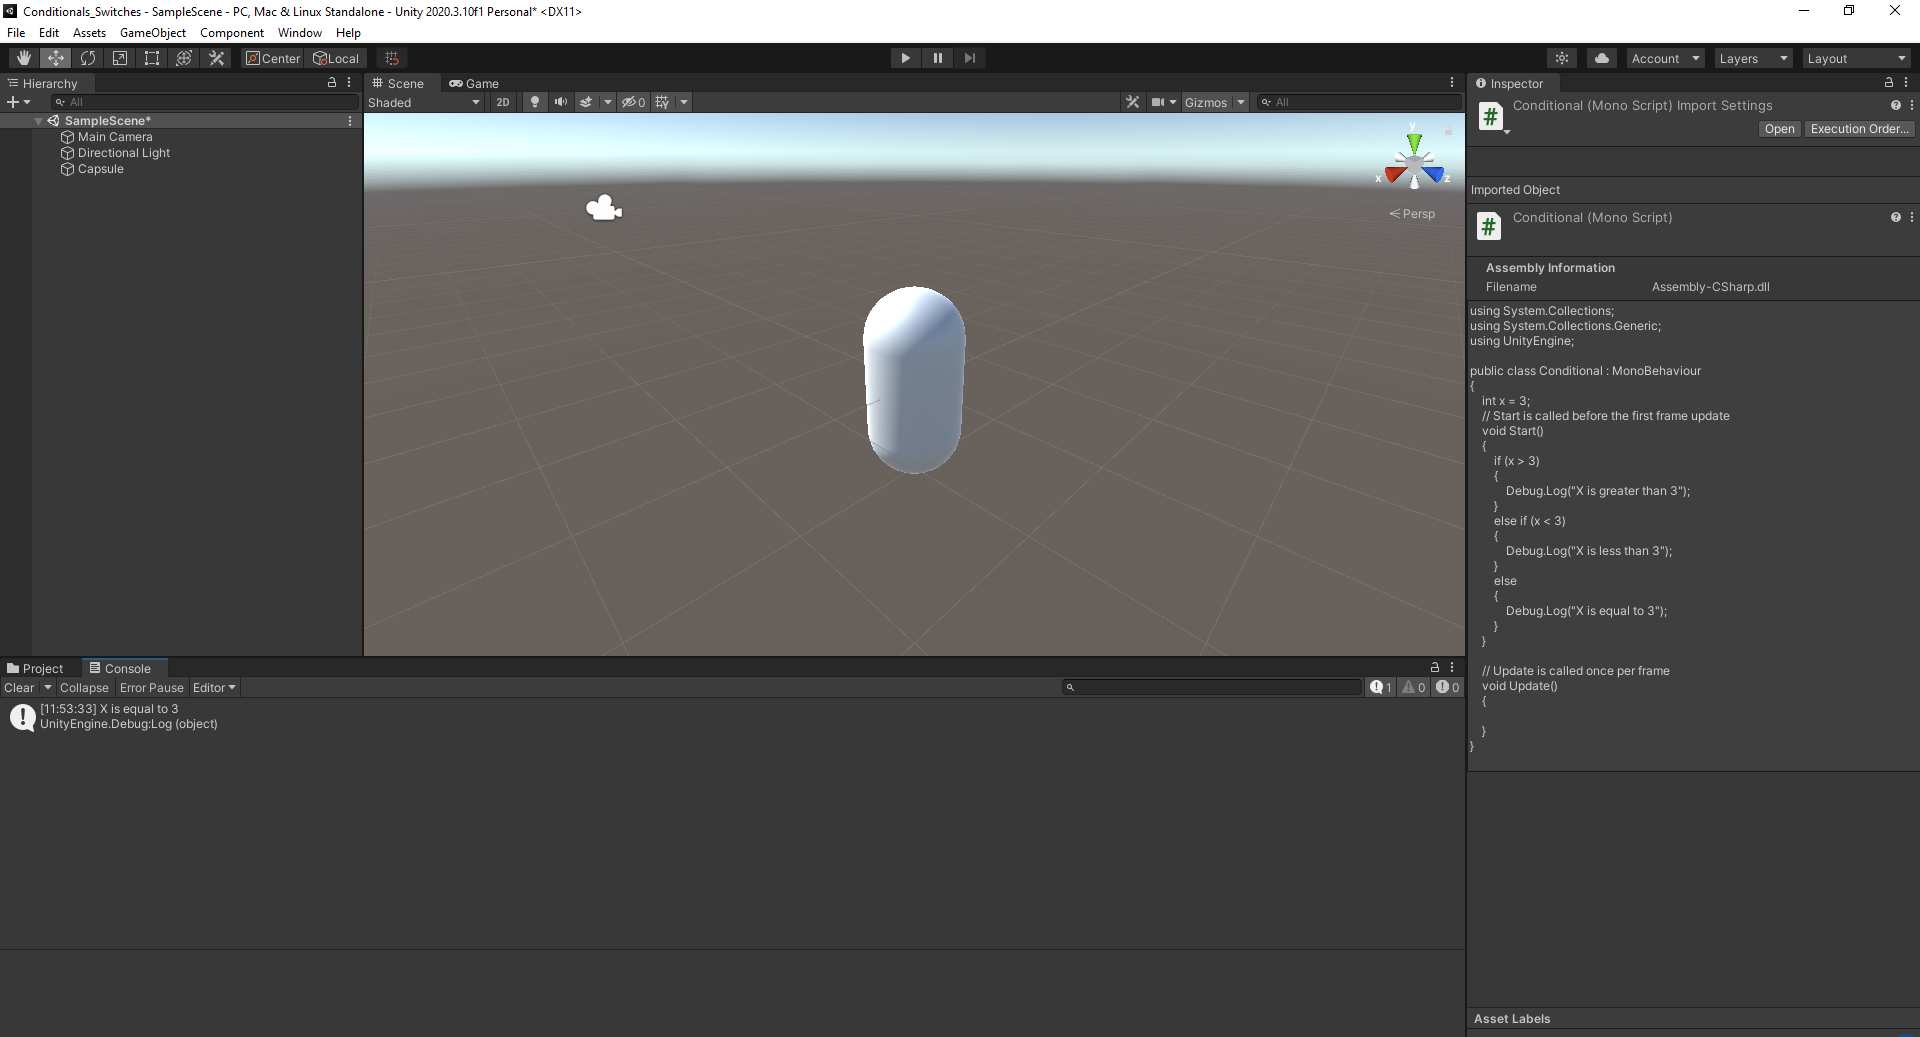 Conditionals_Switches - SampleScene - PC, Mac & Linux Standalone - Unity 2020.3.10f1 Personal* <DX11>
File Edit Assets GameObject Component Window Help
Center Local Account Layers Layout
Hierarchy
All
SampleScene*
Main Camera
Directional Light
Capsule
Scene Game
Shaded 2D 0 Gizmos All
y
x z
Persp
Inspector
Conditional (Mono Script) Import Settings
Open Execution Order...
Imported Object
Conditional (Mono Script)
Assembly Information
Filename Assembly-CSharp.dll
using System.Collections;
using System.Collections.Generic;
using UnityEngine;
public class Conditional : MonoBehaviour
{
int x = 3;
// Start is called before the first frame update
void Start()
{
if (x > 3)
{
Debug.Log("X is greater than 3");
}
else if (x < 3)
{
Debug.Log("X is less than 3");
}
else
{
Debug.Log("X is equal to 3");
}
}
// Update is called once per frame
void Update()
{
}
}
Asset Labels
Project Console
Clear Collapse Error Pause Editor 1 0 0
[11:53:33] X is equal to 3
UnityEngine.Debug:Log (object)